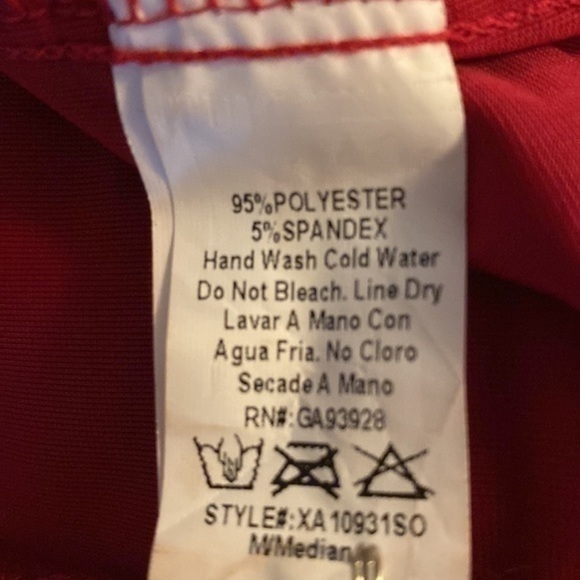 95%POLYESTER
5%SPANDEX
Hand Wash Cold Water
Do Not Bleach. Line Dry
Lavar A Mano Con
Agua Fria. No Cloro
Secade A Mano
RN#:GA93928
STYLE#:XA10931SO
M/Median